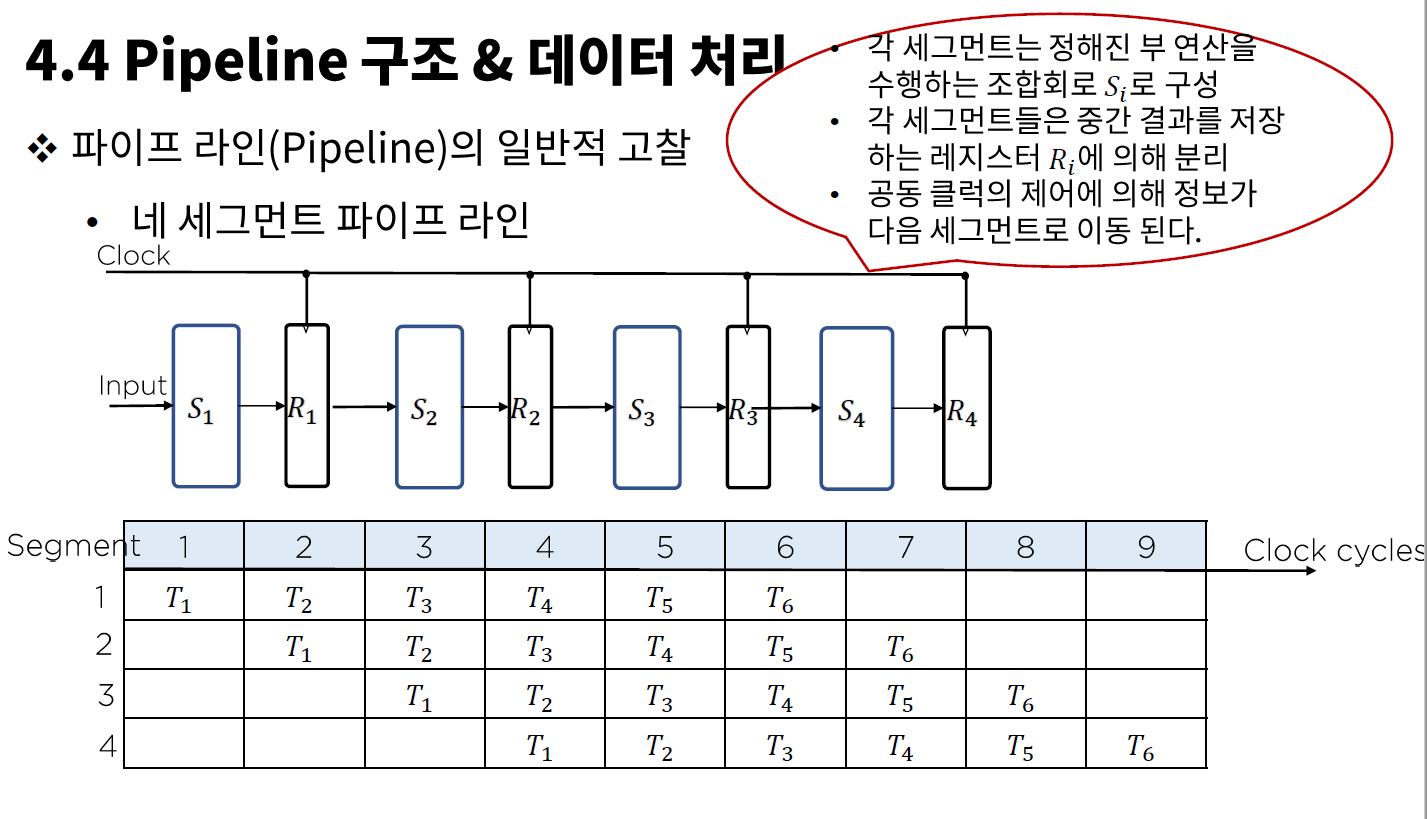 4.4 Pipeline 구조 & 데이터 처리
❖ 파이프 라인(Pipeline)의 일반적 고찰
• 네 세그먼트 파이프 라인
• 각 세그먼트는 정해진 부 연산을
수행하는 조합회로 S_i로 구성
• 각 세그먼트들은 중간 결과를 저장
하는 레지스터 R_i에 의해 분리
• 공동 클럭의 제어에 의해 정보가
다음 세그먼트로 이동 된다.
Clock
Input
S_1 R_1 S_2 R_2 S_3 R_3 S_4 R_4
Segment 1 2 3 4 5 6 7 8 9 Clock cycles
1 T_1 T_2 T_3 T_4 T_5 T_6
2 T_1 T_2 T_3 T_4 T_5 T_6
3 T_1 T_2 T_3 T_4 T_5 T_6
4 T_1 T_2 T_3 T_4 T_5 T_6